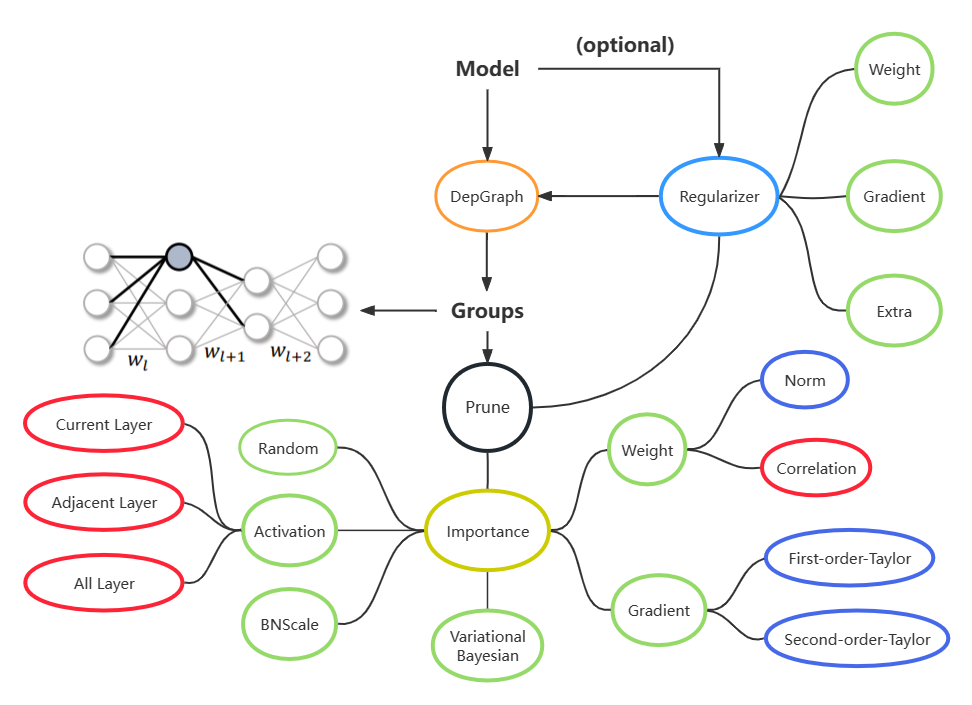 (optional)
Model
Weight
DepGraph
Regularizer
Gradient
Groups
Extra
w_l
w_{l+1}
w_{l+2}
Prune
Norm
Current Layer
Random
Weight
Correlation
Adjacent Layer
Activation
Importance
First-order-Taylor
All Layer
BNScale
Gradient
Variational
Bayesian
Second-order-Taylor